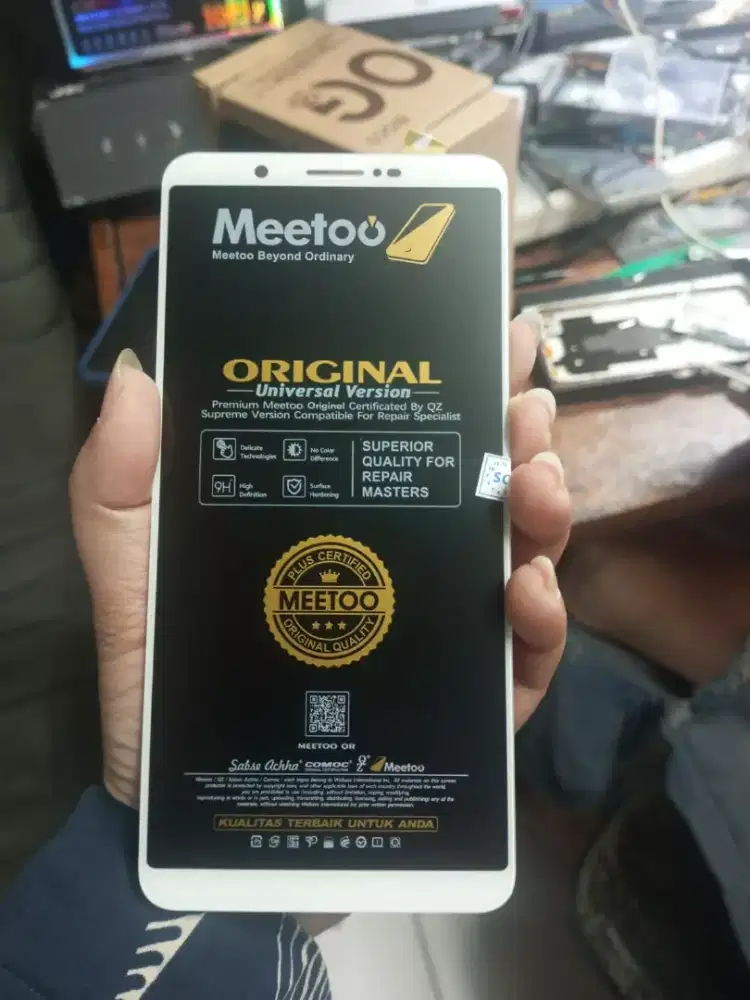 OG
Meetoo
Meetoo Beyond Ordinary
ORIGINAL
Universal Version
Premium Meetoo Original Certificated By QZ
Supreme Version Compatible For Repair Specialist
Delicate
Technologies
No Color
Difference
9H
High
Definition
Surface
Hardening
SUPERIOR
QUALITY FOR
REPAIR
MASTERS
PLUS CERTIFIED
MEETOO
ORIGINAL QUALITY
MEETOO QR
Sabse Achha COMOC QZ Meetoo
KUALITAS TERBAIK UNTUK ANDA